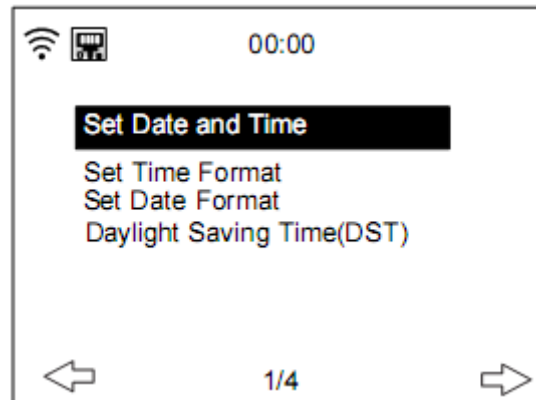 00:00
Set Date and Time
Set Time Format
Set Date Format
Daylight Saving Time(DST)
1/4